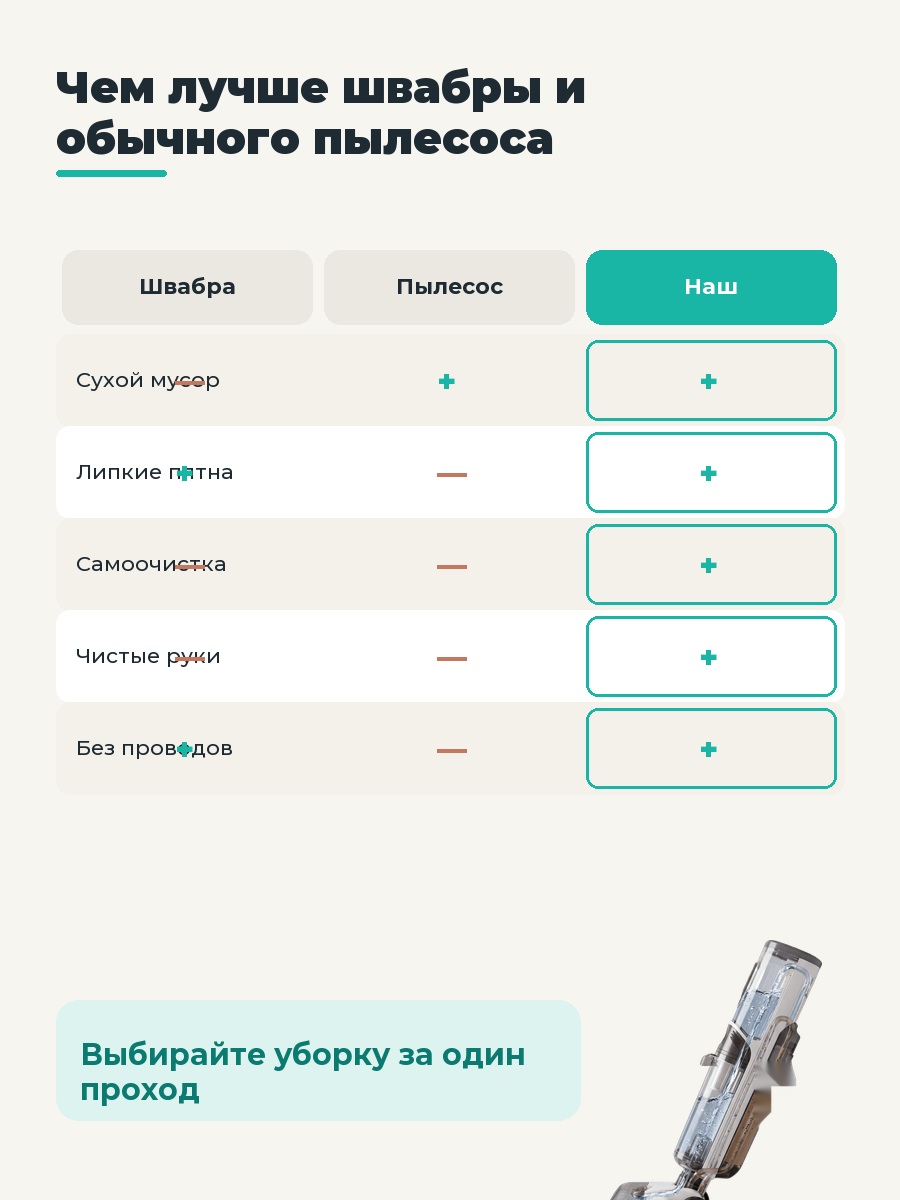 Чем лучше швабры и
обычного пылесоса
Швабра Пылесос Наш
Сухой мусор — + +
Липкие пятна + — +
Самоочистка — — +
Чистые руки — — +
Без проводов + — +
Выбирайте уборку за один
проход